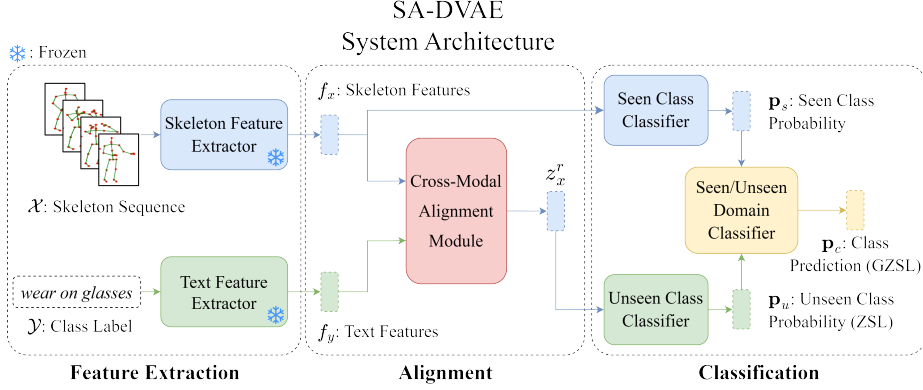 SA-DVAE
System Architecture
: Frozen
Skeleton Feature
Extractor
𝒳: Skeleton Sequence
wear on glasses
𝒴: Class Label
Text Feature
Extractor
Feature Extraction
f_x: Skeleton Features
Cross-Modal
Alignment
Module
z_x^r
f_y: Text Features
Alignment
Seen Class
Classifier
p_s: Seen Class
Probability
Seen/Unseen
Domain
Classifier
p_c: Class
Prediction (GZSL)
Unseen Class
Classifier
p_u: Unseen Class
Probability (ZSL)
Classification